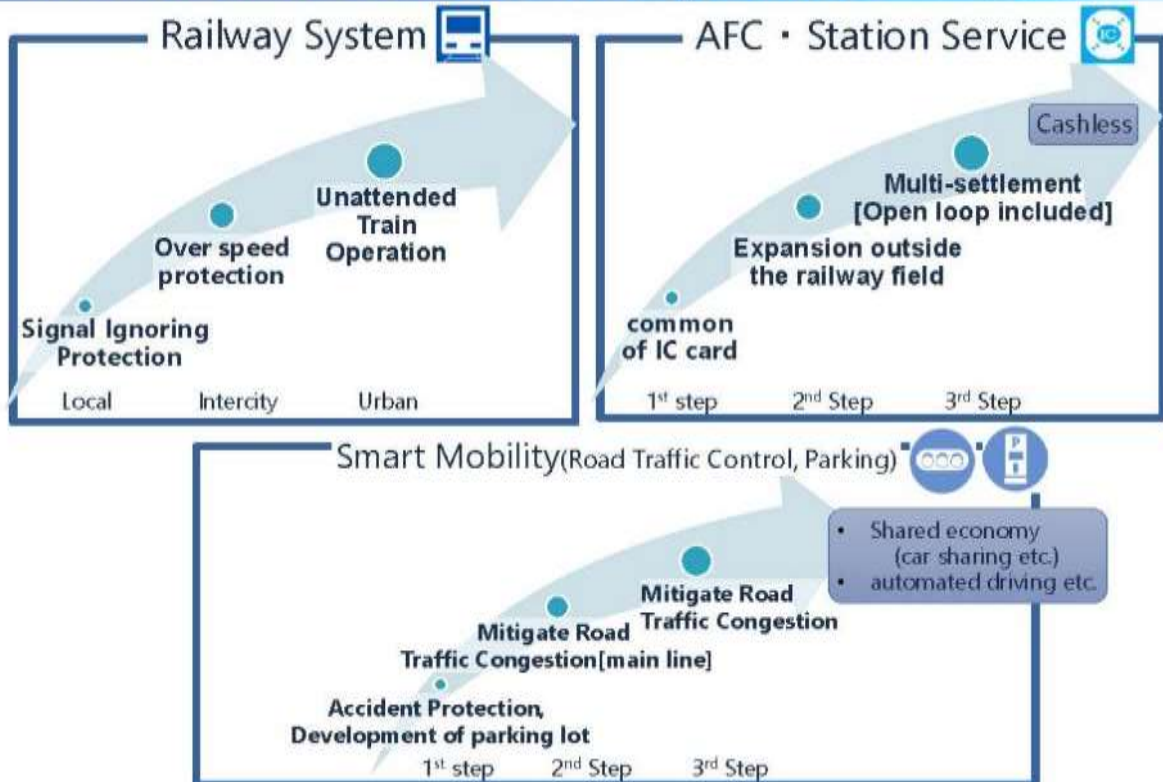 Railway System
Unattended
Train
Operation
Over speed
protection
Signal Ignoring
Protection
Local Intercity Urban
AFC・Station Service
IC
Cashless
Multi-settlement
[Open loop included]
Expansion outside
the railway field
common
of IC card
1st step 2nd Step 3rd Step
Smart Mobility(Road Traffic Control, Parking)
P
• Shared economy
(car sharing etc.)
• automated driving etc.
Mitigate Road
Traffic Congestion
Mitigate Road
Traffic Congestion[main line]
Accident Protection,
Development of parking lot
1st step 2nd Step 3rd Step